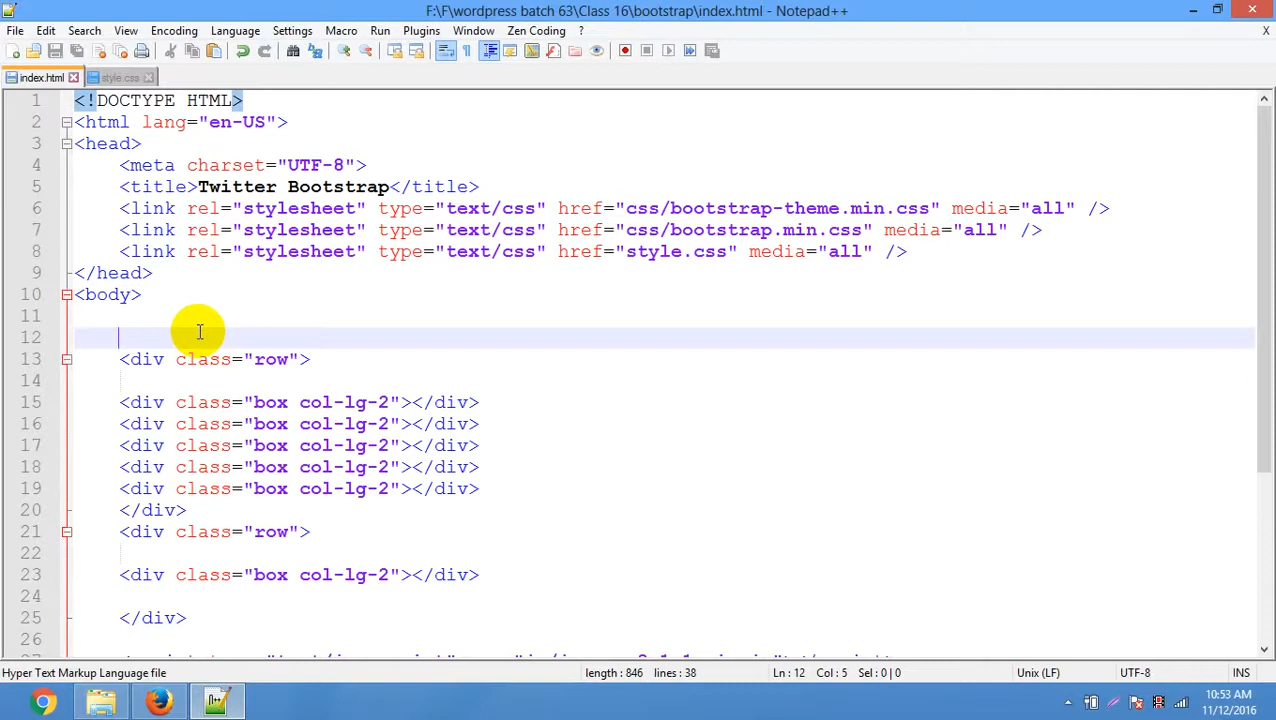 F:\F\wordpress batch 63\Class 16\bootstrap\index.html - Notepad++
File Edit Search View Encoding Language Settings Macro Run Plugins Window Zen Coding ? X
index.html style.css
1 <!DOCTYPE HTML>
2 <html lang="en-US">
3 <head>
4 <meta charset="UTF-8">
5 <title>Twitter Bootstrap</title>
6 <link rel="stylesheet" type="text/css" href="css/bootstrap-theme.min.css" media="all" />
7 <link rel="stylesheet" type="text/css" href="css/bootstrap.min.css" media="all" />
8 <link rel="stylesheet" type="text/css" href="style.css" media="all" />
9 </head>
10 <body>
11
12
13 <div class="row">
14
15 <div class="box col-lg-2"></div>
16 <div class="box col-lg-2"></div>
17 <div class="box col-lg-2"></div>
18 <div class="box col-lg-2"></div>
19 <div class="box col-lg-2"></div>
20 </div>
21 <div class="row">
22
23 <div class="box col-lg-2"></div>
24
25 </div>
26
Hyper Text Markup Language file length : 846 lines : 38 Ln : 12 Col : 5 Sel : 0 | 0 Unix (LF) UTF-8 INS
10:53 AM
11/12/2016